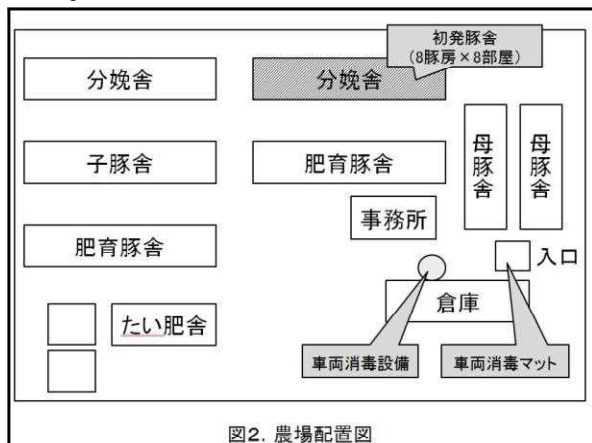 初発豚舎
(8豚房×8部屋)
分娩舎
分娩舎
子豚舎
肥育豚舎
母豚舎
母豚舎
事務所
肥育豚舎
入口
倉庫
たい肥舎
車両消毒設備
車両消毒マット
図2．農場配置図